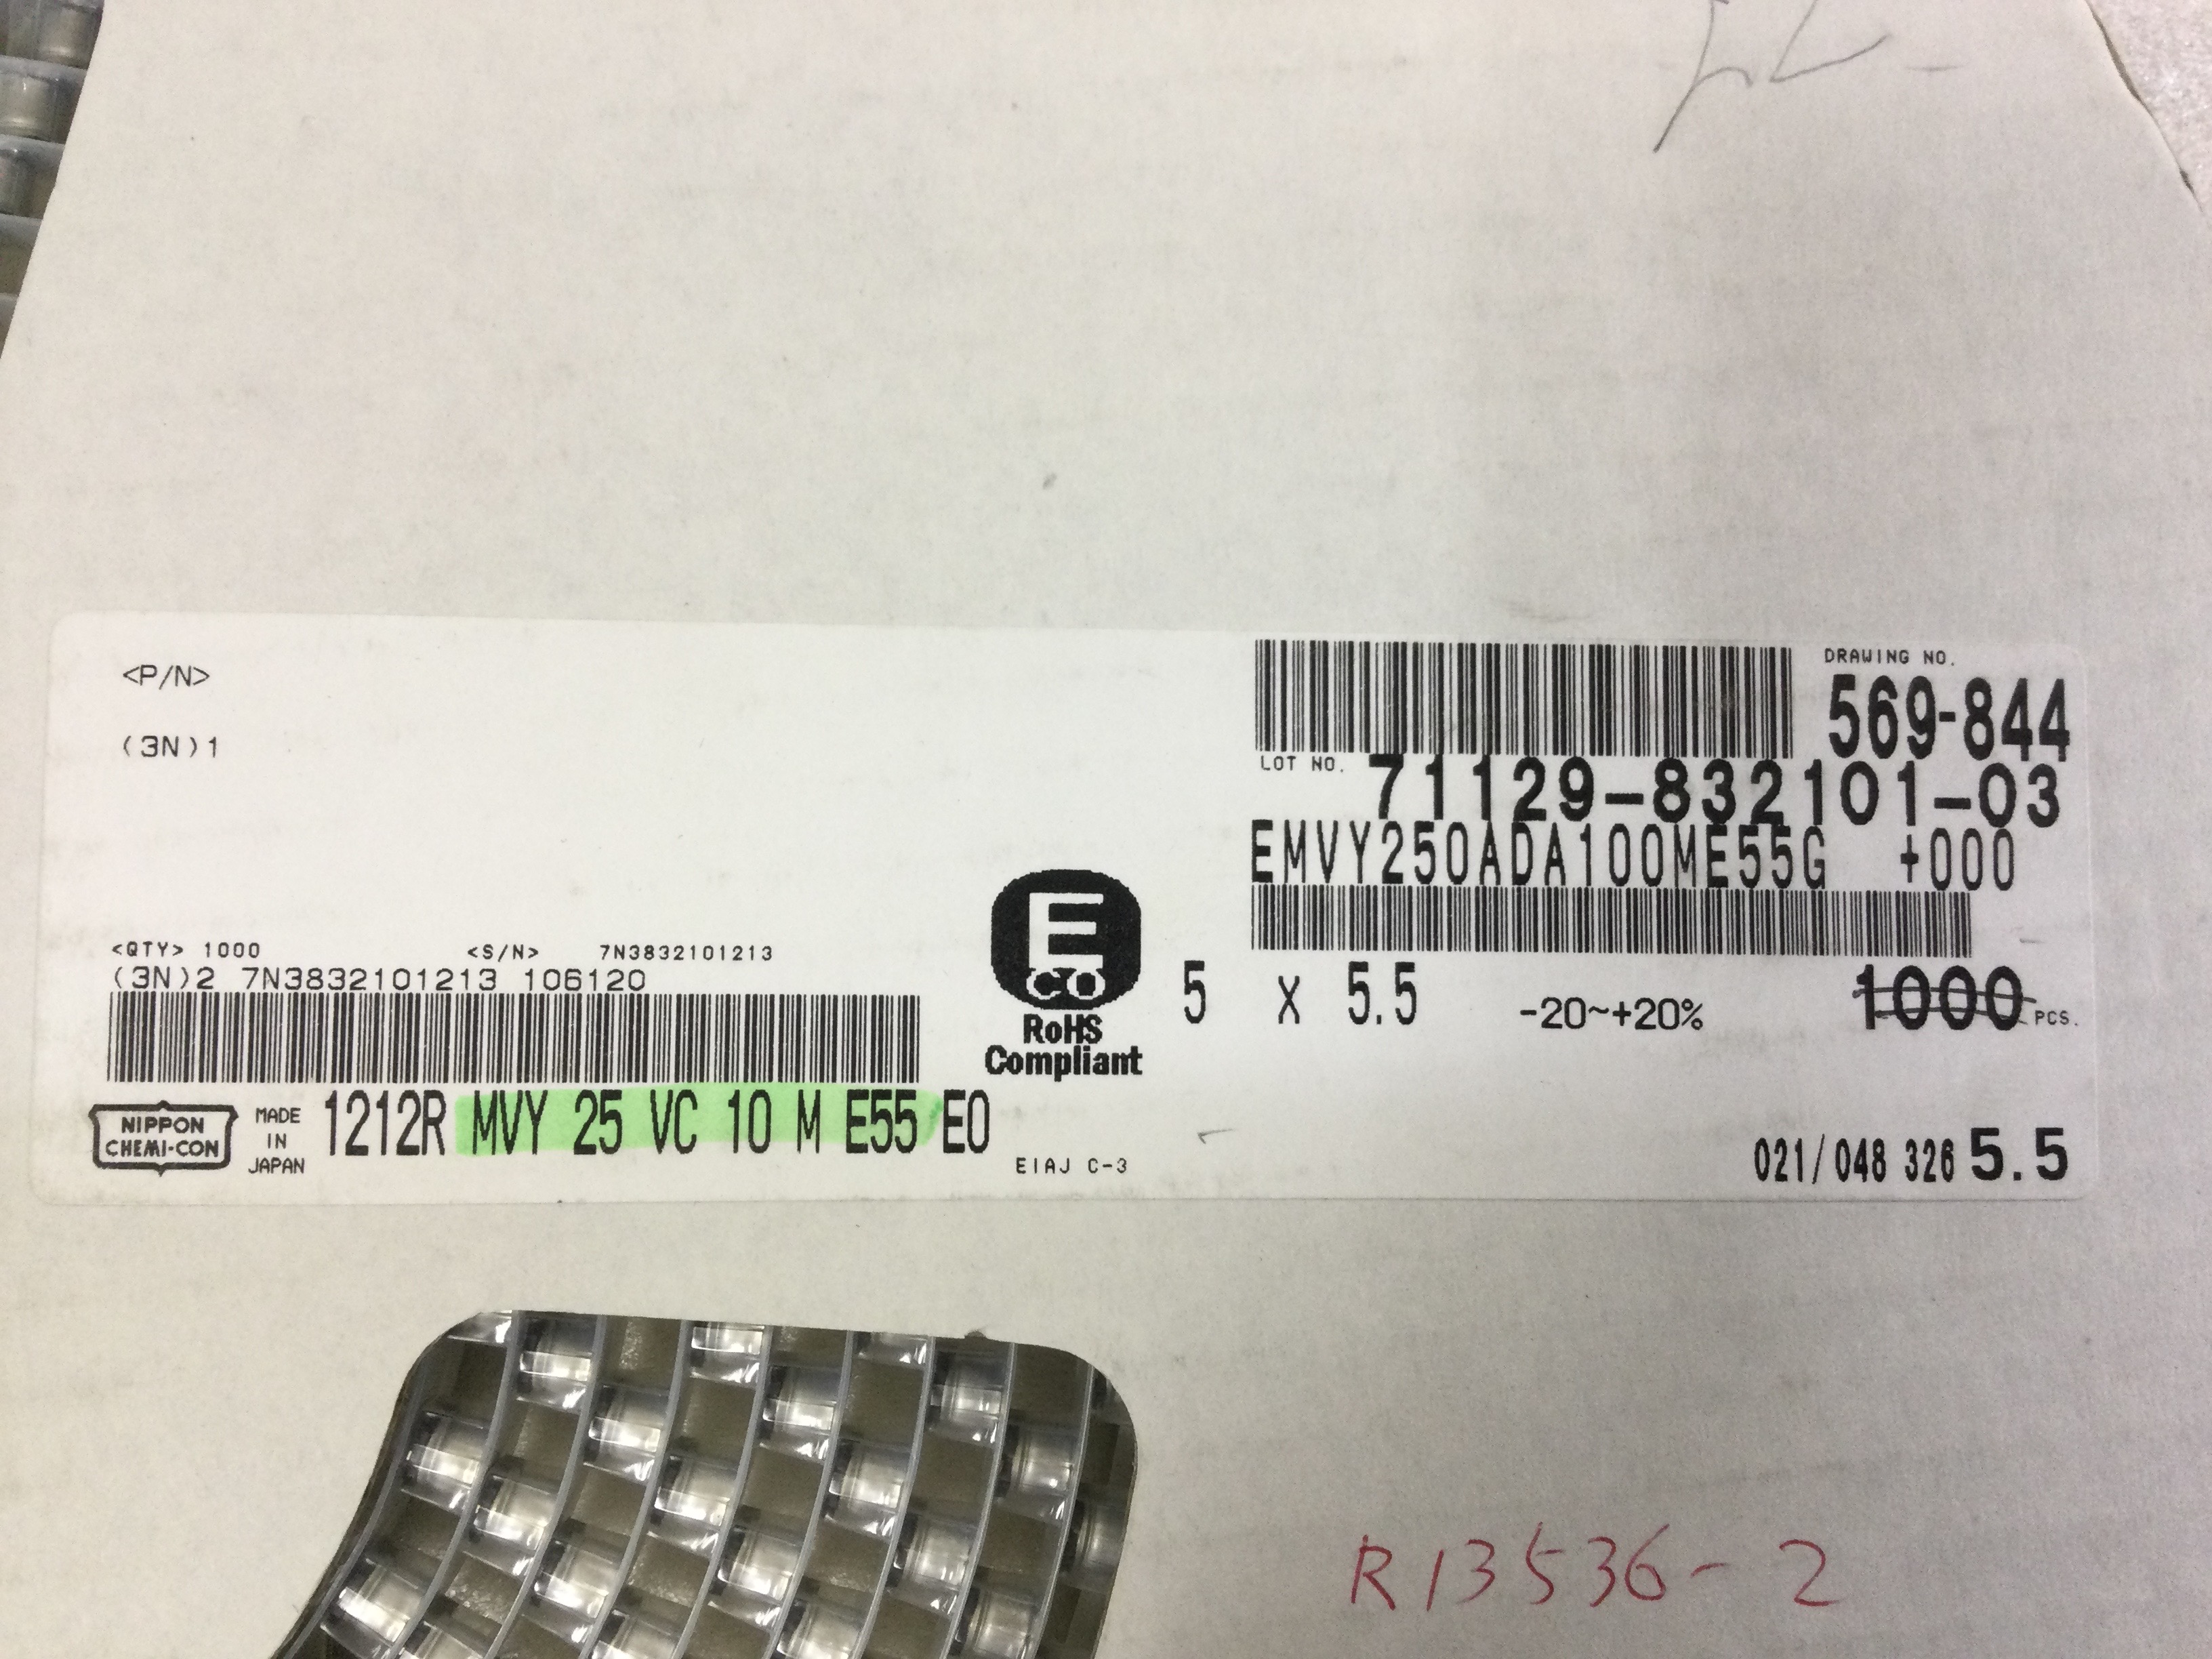 <P/N>
(3N)1
<QTY> 1000 <S/N> 7N3832101213
(3N)2 7N3832101213 106120
NIPPON
CHEMI-CON
MADE
IN
JAPAN
1212R MVY 25 VC 10 M E55 E0
EIAJ C-3
E
CO
RoHS
Compliant
DRAWING NO.
569-844
LOT NO. 71129-832101-03
EMVY250ADA100ME55G +000
5 x 5.5 -20~+20% 1000 PCS.
021/048 326 5.5
R13536-2